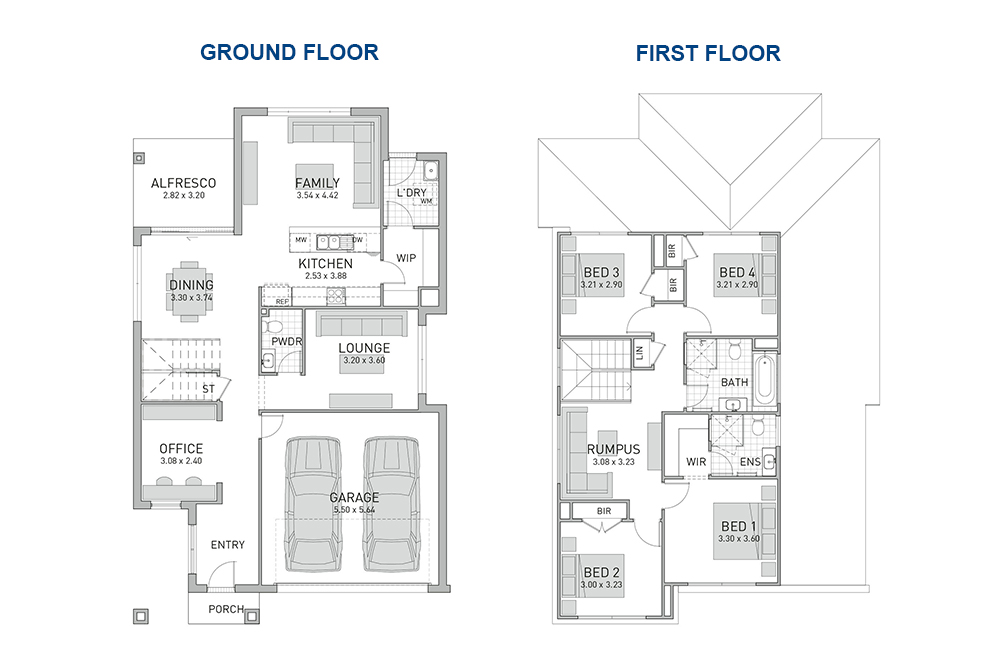 GROUND FLOOR
ALFRESCO
2.82 x 3.20
FAMILY
3.54 x 4.42
L'DRY
WM
MW
DW
KITCHEN
2.53 x 3.88
WIP
DINING
3.30 x 3.74
REF
PWDR
LOUNGE
3.20 x 3.60
ST
OFFICE
3.08 x 2.40
GARAGE
5.50 x 5.64
ENTRY
PORCH
FIRST FLOOR
BED 3
3.21 x 2.90
BIR
BIR
BED 4
3.21 x 2.90
LIN
BATH
RUMPUS
3.08 x 3.23
WIR
ENS
BIR
BED 1
3.30 x 3.60
BED 2
3.00 x 3.23